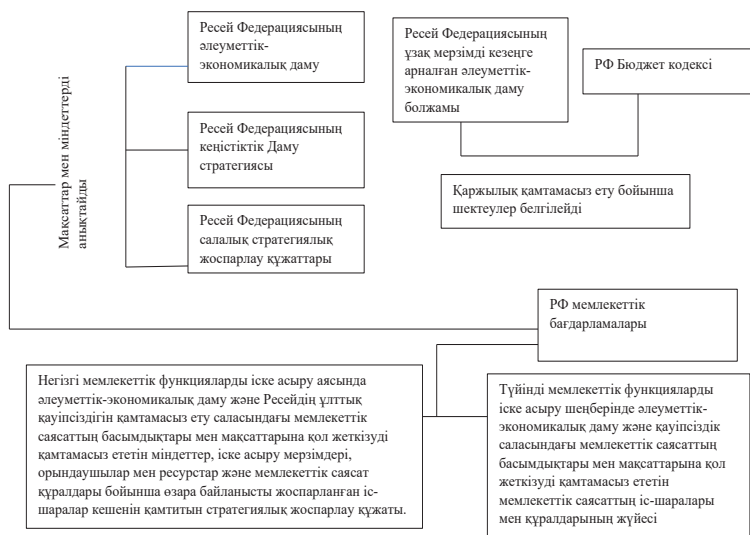 Ресей Федерациясының
әлеуметтік-
экономикалық даму
Ресей Федерациясының
ұзақ мерзімді кезеңге
арналған әлеуметтік-
экономикалық даму
болжамы
РФ Бюджет кодексі
Мақсаттар мен міндеттерді
анықтайды
Ресей Федерациясының
кеңістіктік Даму
стратегиясы
Қаржылық қамтамасыз ету бойынша
шектеулер белгілейді
Ресей Федерациясының
салалық стратегиялық
жоспарлау құжаттары
РФ мемлекеттік
бағдарламалары
Негізгі мемлекеттік функцияларды іске асыру аясында
әлеуметтік-экономикалық даму және Ресейдің ұлттық
қауіпсіздігін қамтамасыз ету саласындағы мемлекеттік
саясаттың басымдықтары мен мақсаттарына қол жеткізуді
қамтамасыз ететін міндеттер, іске асыру мерзімдері,
орындаушылар мен ресурстар және мемлекеттік саясат
құралдары бойынша өзара байланысты жоспарланған іс-
шаралар кешенін қамтитын стратегиялық жоспарлау құжаты.
Түйінді мемлекеттік функцияларды
іске асыру шеңберінде әлеуметтік-
экономикалық даму және қауіпсіздік
саласындағы мемлекеттік саясаттың
басымдықтары мен мақсаттарына қол
жеткізуді қамтамасыз ететін
мемлекеттік саясаттың іс-шаралары
мен құралдарының жүйесі